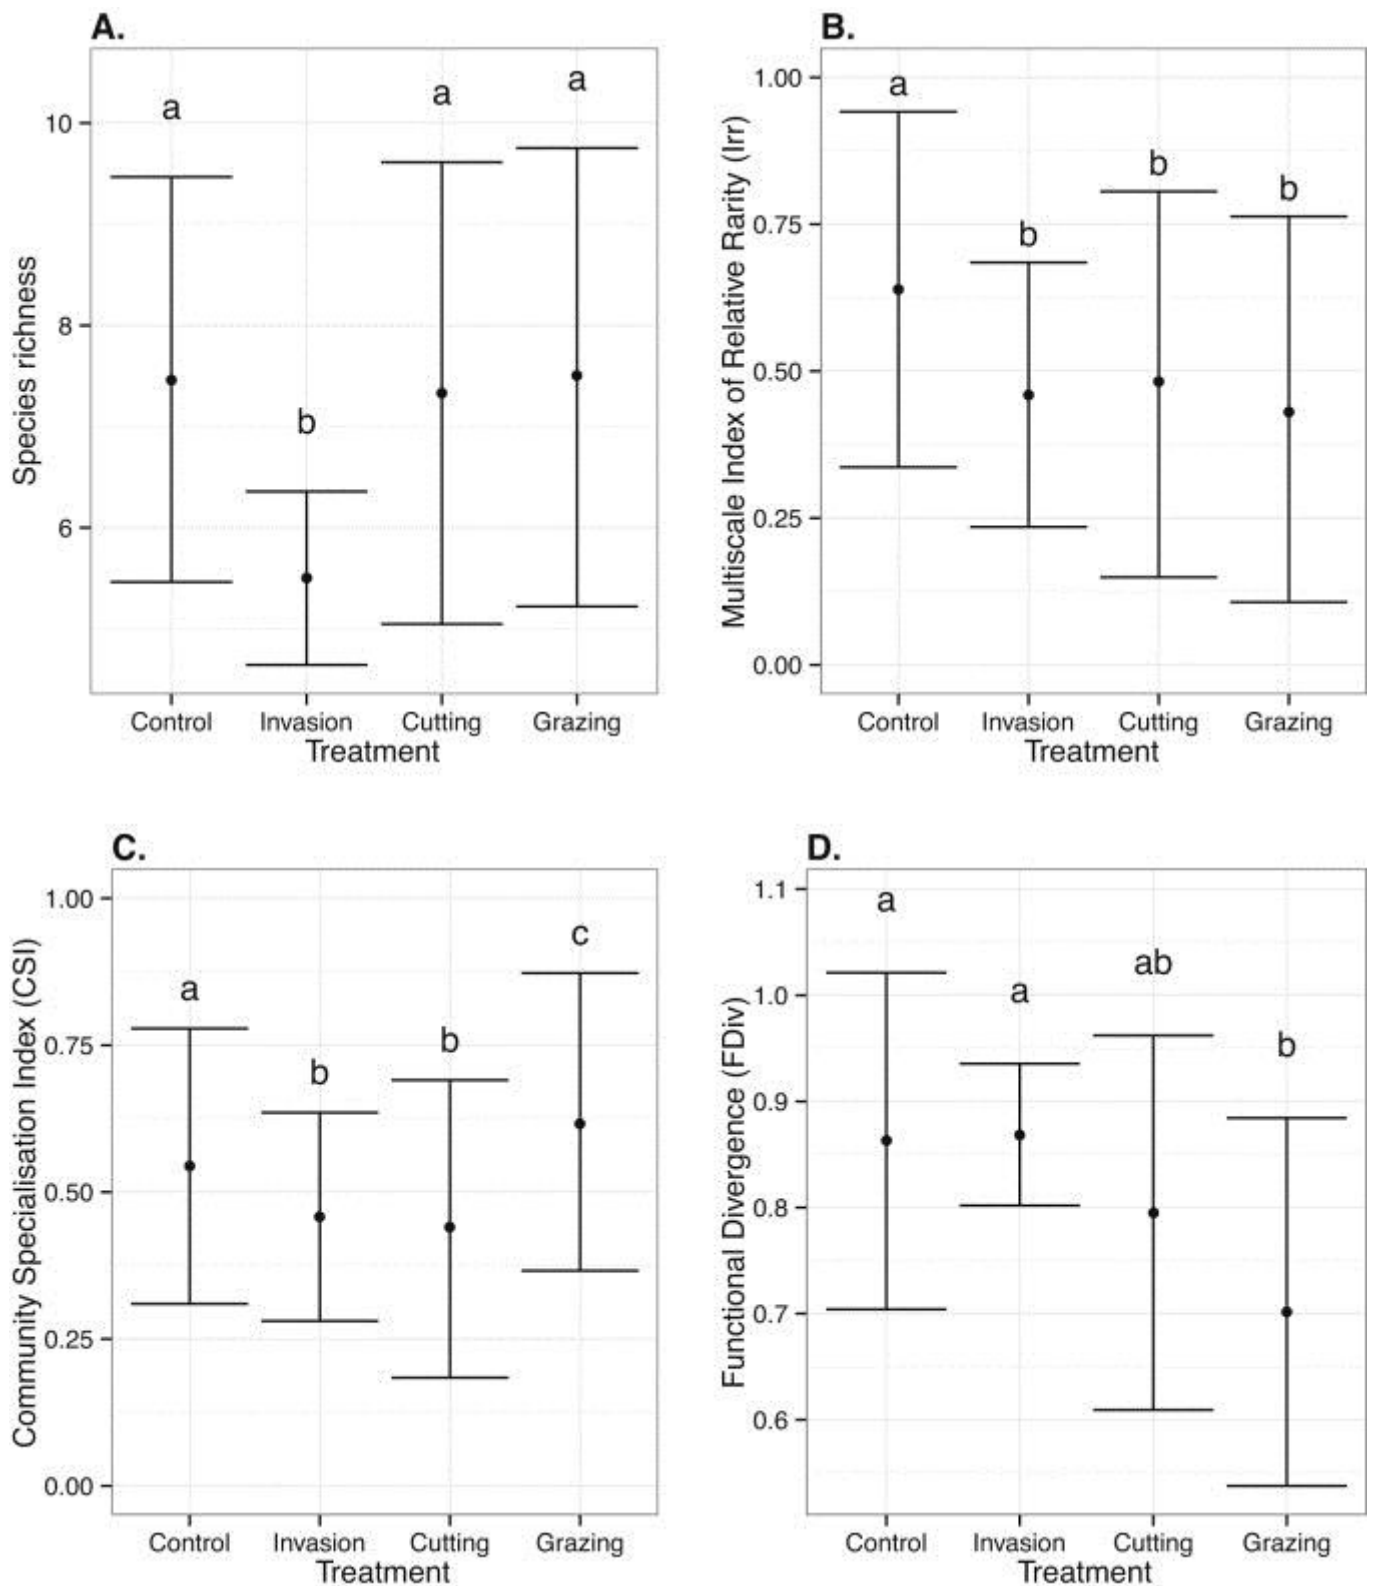 A.
Species richness
10
8
6
a
b
a
a
Control Invasion Cutting Grazing
Treatment
B.
Multiscale Index of Relative Rarity (Irr)
1.00
0.75
0.50
0.25
0.00
a
b
b
b
Control Invasion Cutting Grazing
Treatment
C.
Community Specialisation Index (CSI)
1.00
0.75
0.50
0.25
0.00
a
b
b
c
Control Invasion Cutting Grazing
Treatment
D.
Functional Divergence (FDiv)
1.1
1.0
0.9
0.8
0.7
0.6
a
a
ab
b
Control Invasion Cutting Grazing
Treatment